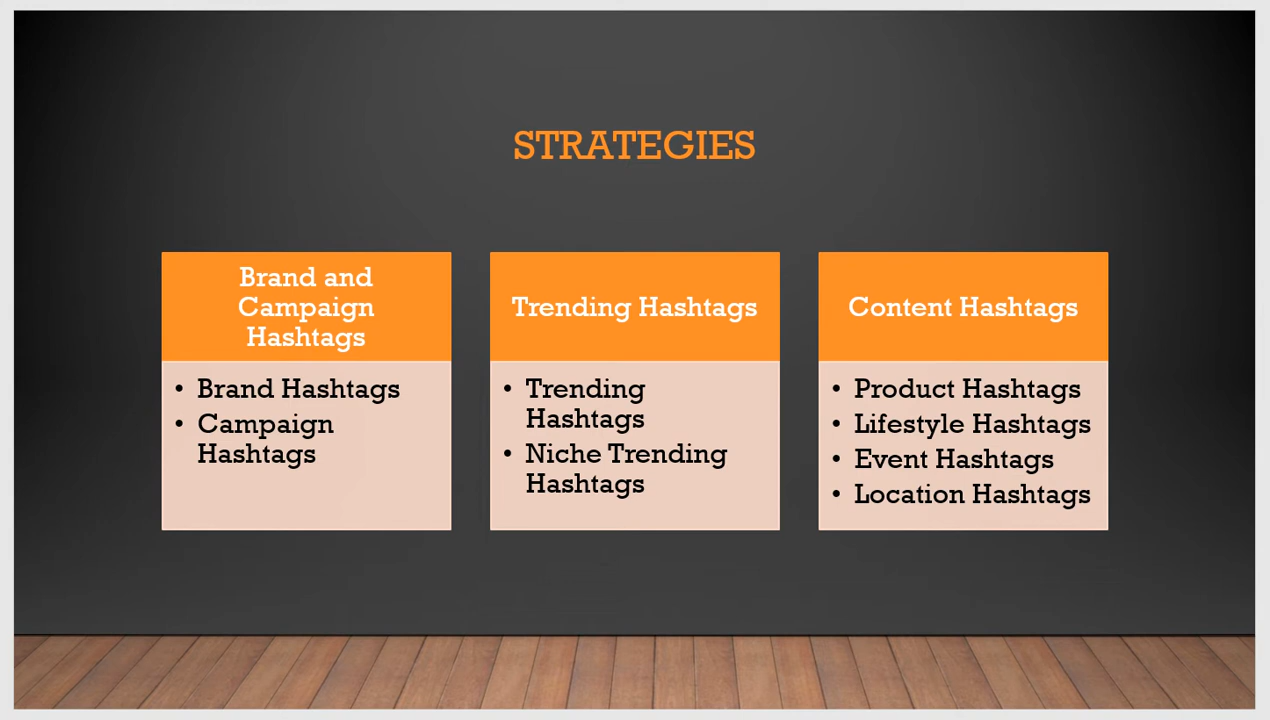 STRATEGIES
Brand and
Campaign
Hashtags
• Brand Hashtags
• Campaign
Hashtags
Trending Hashtags
• Trending
Hashtags
• Niche Trending
Hashtags
Content Hashtags
• Product Hashtags
• Lifestyle Hashtags
• Event Hashtags
• Location Hashtags